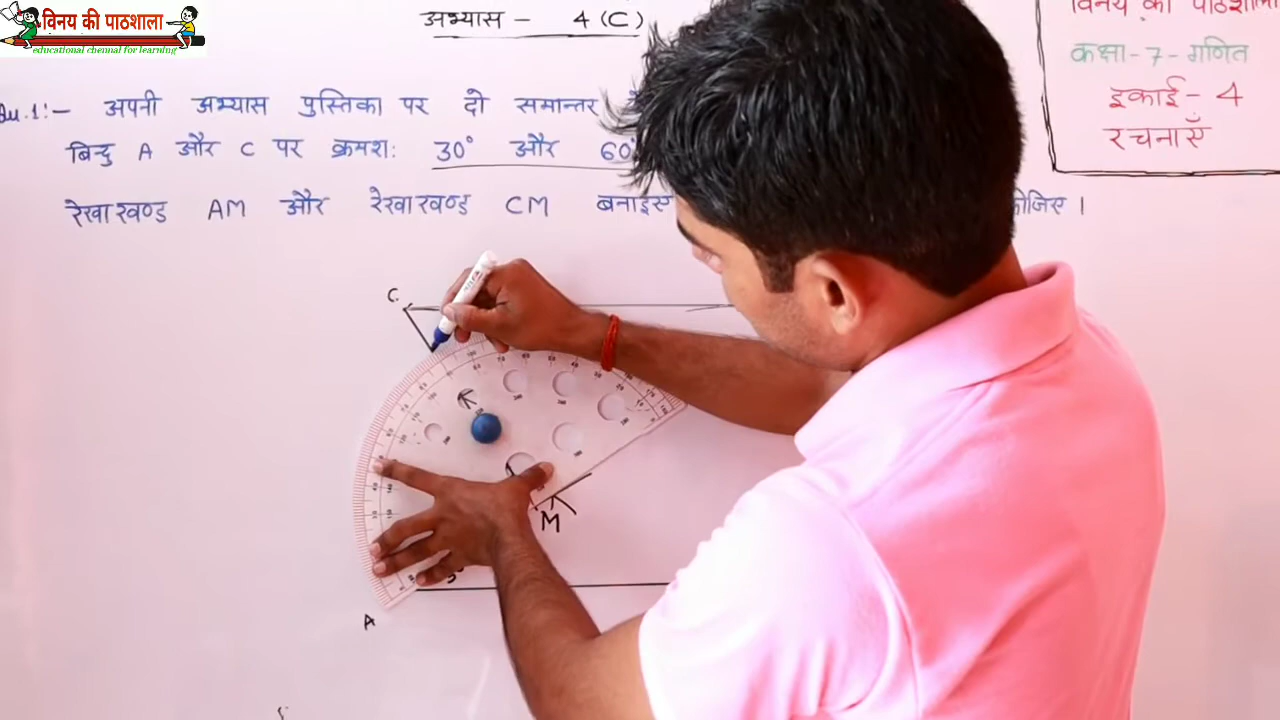 विनय की पाठशाला
educational chennal for learning
अभ्यास - 4 (C)
विनय की पाठशाला
कक्षा-7-गणित
इकाई-4
रचनाएँ
Qu.1:- अपनी अभ्यास पुस्तिका पर दो समान्तर
बिन्दु A और C पर क्रमश: 30° और 60°
रेखाखण्ड AM और रेखाखण्ड CM बनाइए
C
M
A